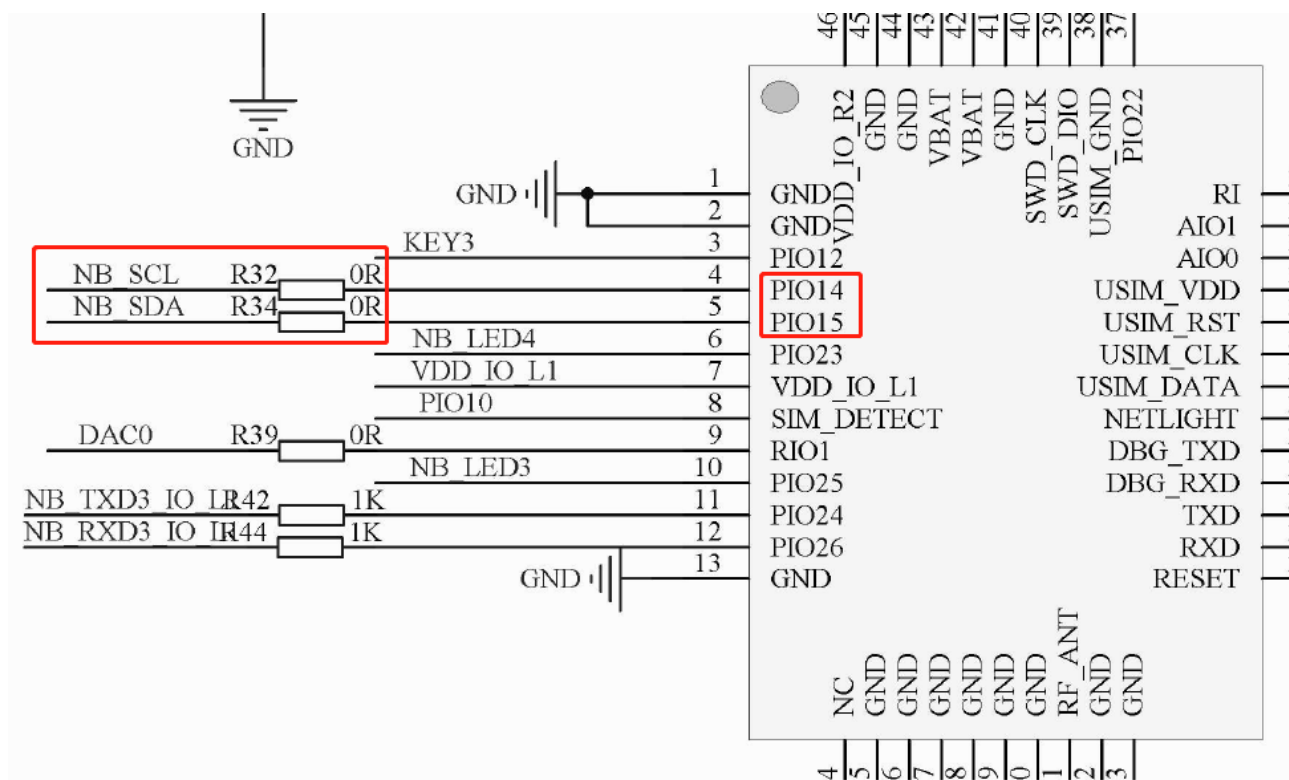 46
45
44
43
42
41
40
39
38
37
VDD_IO_R2
GND
GND
VBAT
VBAT
GND
SWD_CLK
SWD_DIO
USIM_GND
PIO22
GND
GND
1 GND
2 GND
KEY3 3 PIO12
NB_SCL R32 0R 4 PIO14
NB_SDA R34 0R 5 PIO15
NB_LED4 6 PIO23
VDD_IO_L1 7 VDD_IO_L1
PIO10 8 SIM_DETECT
DAC0 R39 0R 9 RIO1
NB_LED3 10 PIO25
NB_TXD3_IO_L R42 1K 11 PIO24
NB_RXD3_IO_L R44 1K 12 PIO26
GND 13 GND
RI
AIO1
AIO0
USIM_VDD
USIM_RST
USIM_CLK
USIM_DATA
NETLIGHT
DBG_TXD
DBG_RXD
TXD
RXD
RESET
NC
GND
GND
GND
GND
GND
GND
RF_ANT
GND
GND